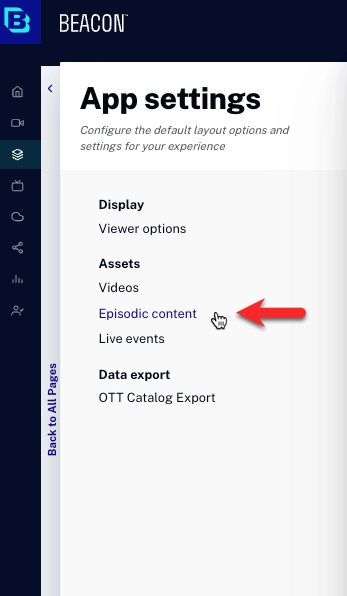 BEACON
App settings
Configure the default layout options and
settings for your experience
Display
Viewer options
Assets
Videos
Episodic content
Live events
Data export
OTT Catalog Export
Back to All Pages